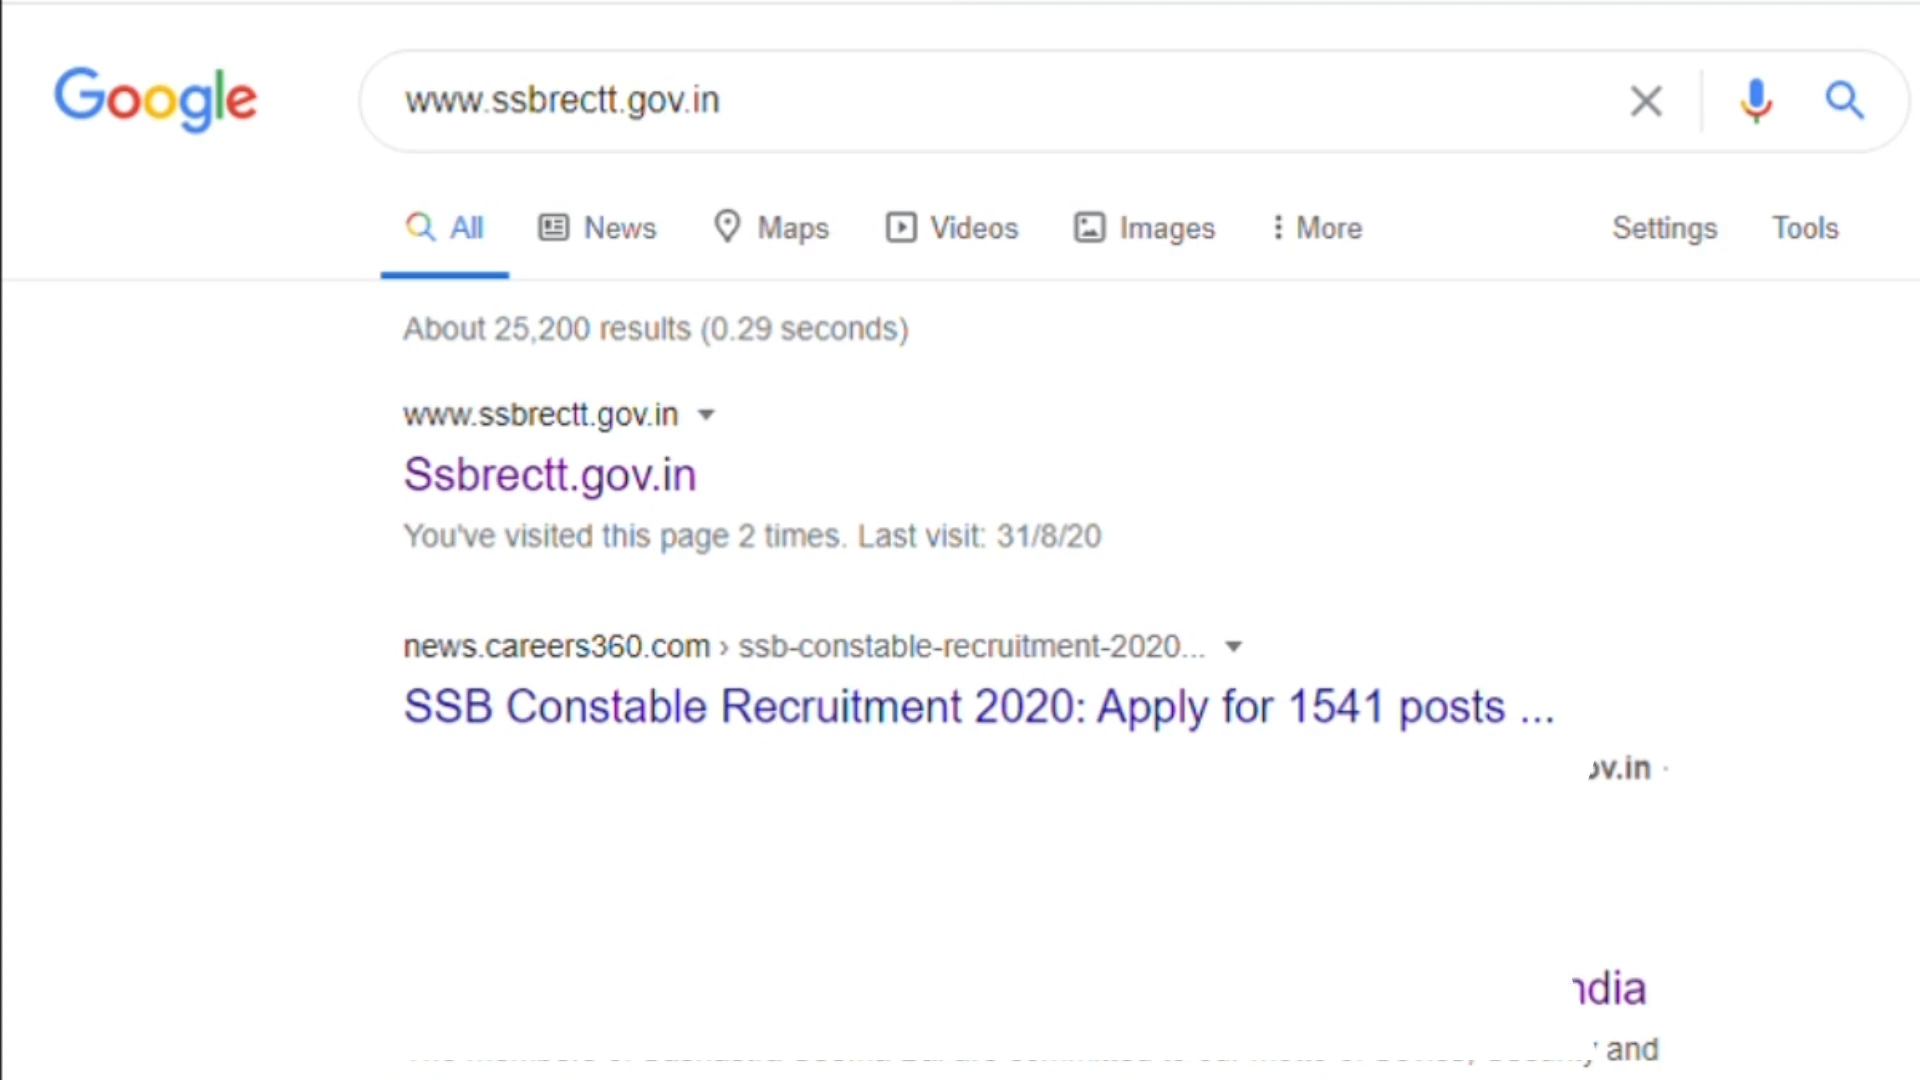 Google
www.ssbrectt.gov.in
All News Maps Videos Images More Settings Tools
About 25,200 results (0.29 seconds)
www.ssbrectt.gov.in
Ssbrectt.gov.in
You've visited this page 2 times. Last visit: 31/8/20
news.careers360.com › ssb-constable-recruitment-2020...
SSB Constable Recruitment 2020: Apply for 1541 posts ...
v.in ·
ndia
and